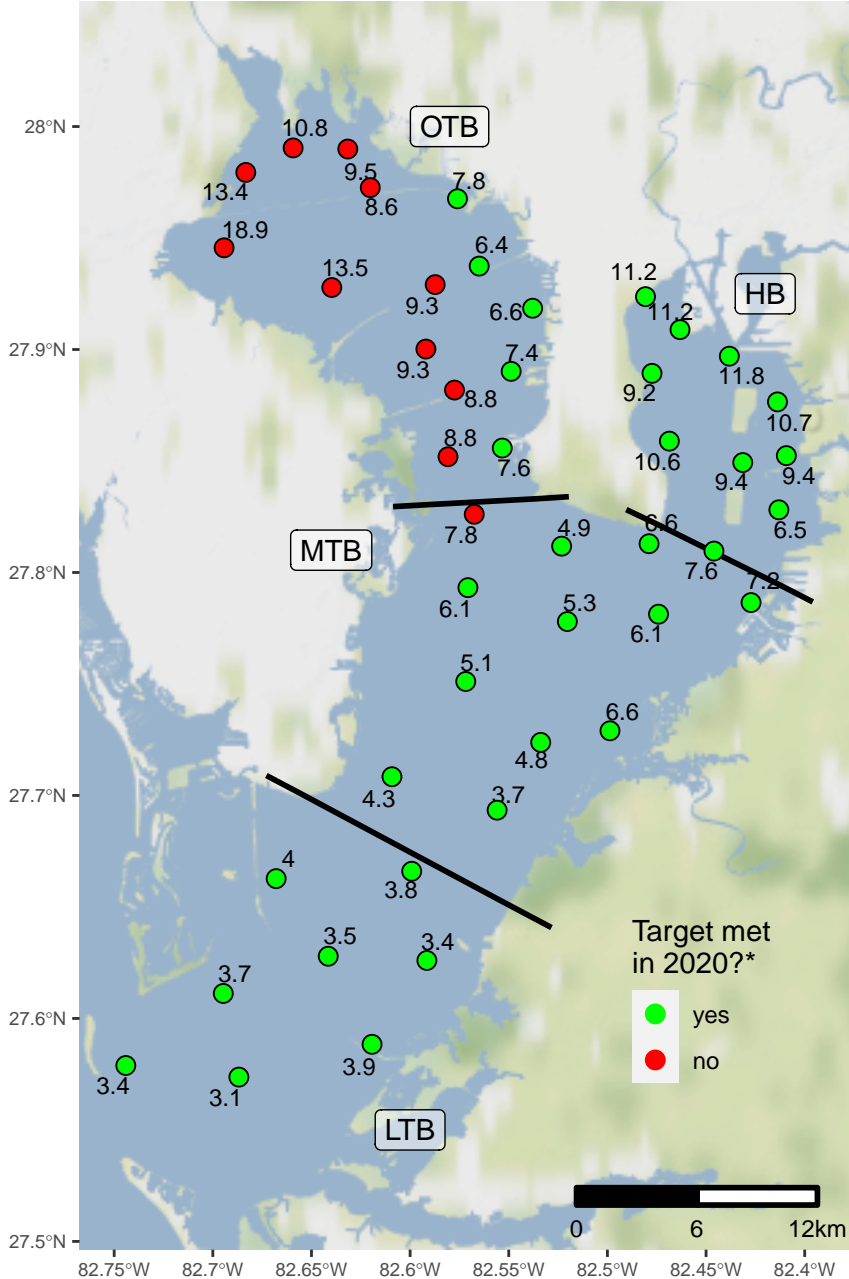 28°N
27.9°N
27.8°N
27.7°N
27.6°N
27.5°N
OTB
10.8
9.5
7.8
13.4
8.6
18.9
6.4
13.5
9.3
6.6
11.2
HB
11.2
9.3
7.4
9.2
11.8
8.8
10.7
8.8
7.6
10.6
9.4
9.4
6.5
MTB
7.8
4.9
6.6
7.6
7.2
6.1
5.3
6.1
5.1
6.6
4.8
4.3
3.7
4
3.8
3.5
3.4
3.7
3.9
3.4
3.1
LTB
Target met
in 2020?*
yes
no
0 6 12km
82.75°W 82.7°W 82.65°W 82.6°W 82.55°W 82.5°W 82.45°W 82.4°W